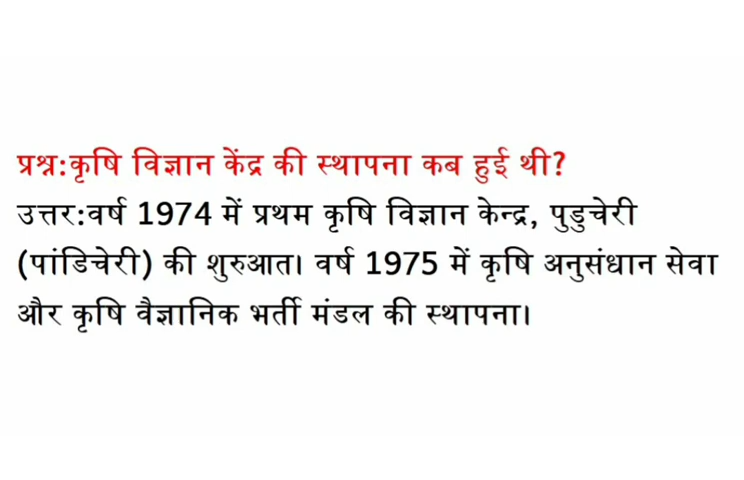 प्रश्न:कृषि विज्ञान केंद्र की स्थापना कब हुई थी?
उत्तर:वर्ष 1974 में प्रथम कृषि विज्ञान केन्द्र, पुडुचेरी
(पांडिचेरी) की शुरुआत। वर्ष 1975 में कृषि अनुसंधान सेवा
और कृषि वैज्ञानिक भर्ती मंडल की स्थापना।